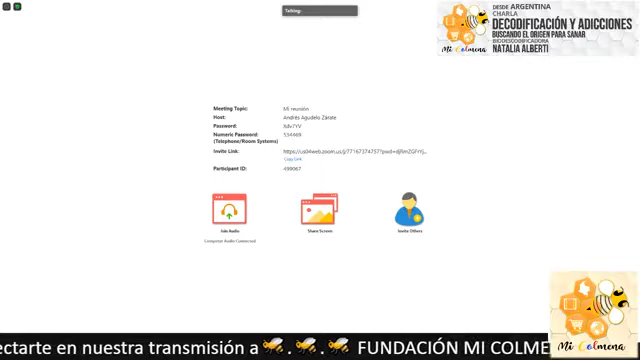 Talking:
DESDE ARGENTINA
CHARLA
DECODIFICACIÓN Y ADICCIONES
BUSCANDO EL ORIGEN PARA SANAR
BIODESCODIFICADORA
NATALIA ALBERTI
Mi Colmena
Meeting Topic: Mi reunión
Host: Andrés Agudelo Zárate
Password:
Numeric Password: 534469
(Telephone/Room Systems)
Invite Link:
Copy Link
Participant ID: 499067
Join Audio
Share Screen
Invite Others
Computer Audio Connected
Mi Colmena
ectarte en nuestra transmisión a 🐝. 🐝. 🐝 FUNDACIÓN MI COLME